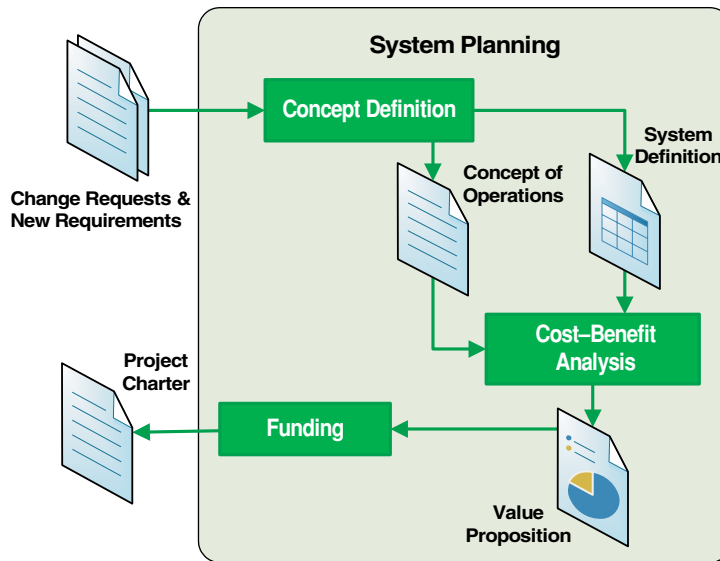 System Planning
Concept Definition
Change Requests &
New Requirements
Concept of
Operations
System
Definition
Cost–Benefit
Analysis
Project
Charter
Funding
Value
Proposition